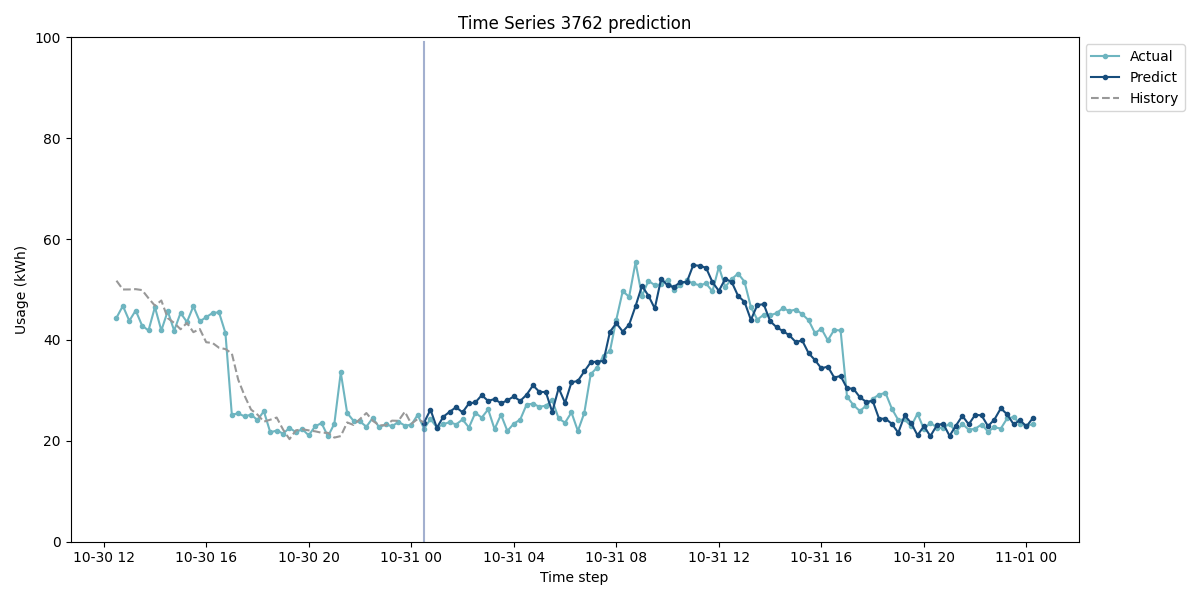 Time Series 3762 prediction
100
80
60
40
20
0
Usage (kWh)
10-30 12
10-30 16
10-30 20
10-31 00
10-31 04
10-31 08
10-31 12
10-31 16
10-31 20
11-01 00
Time step
Actual
Predict
History